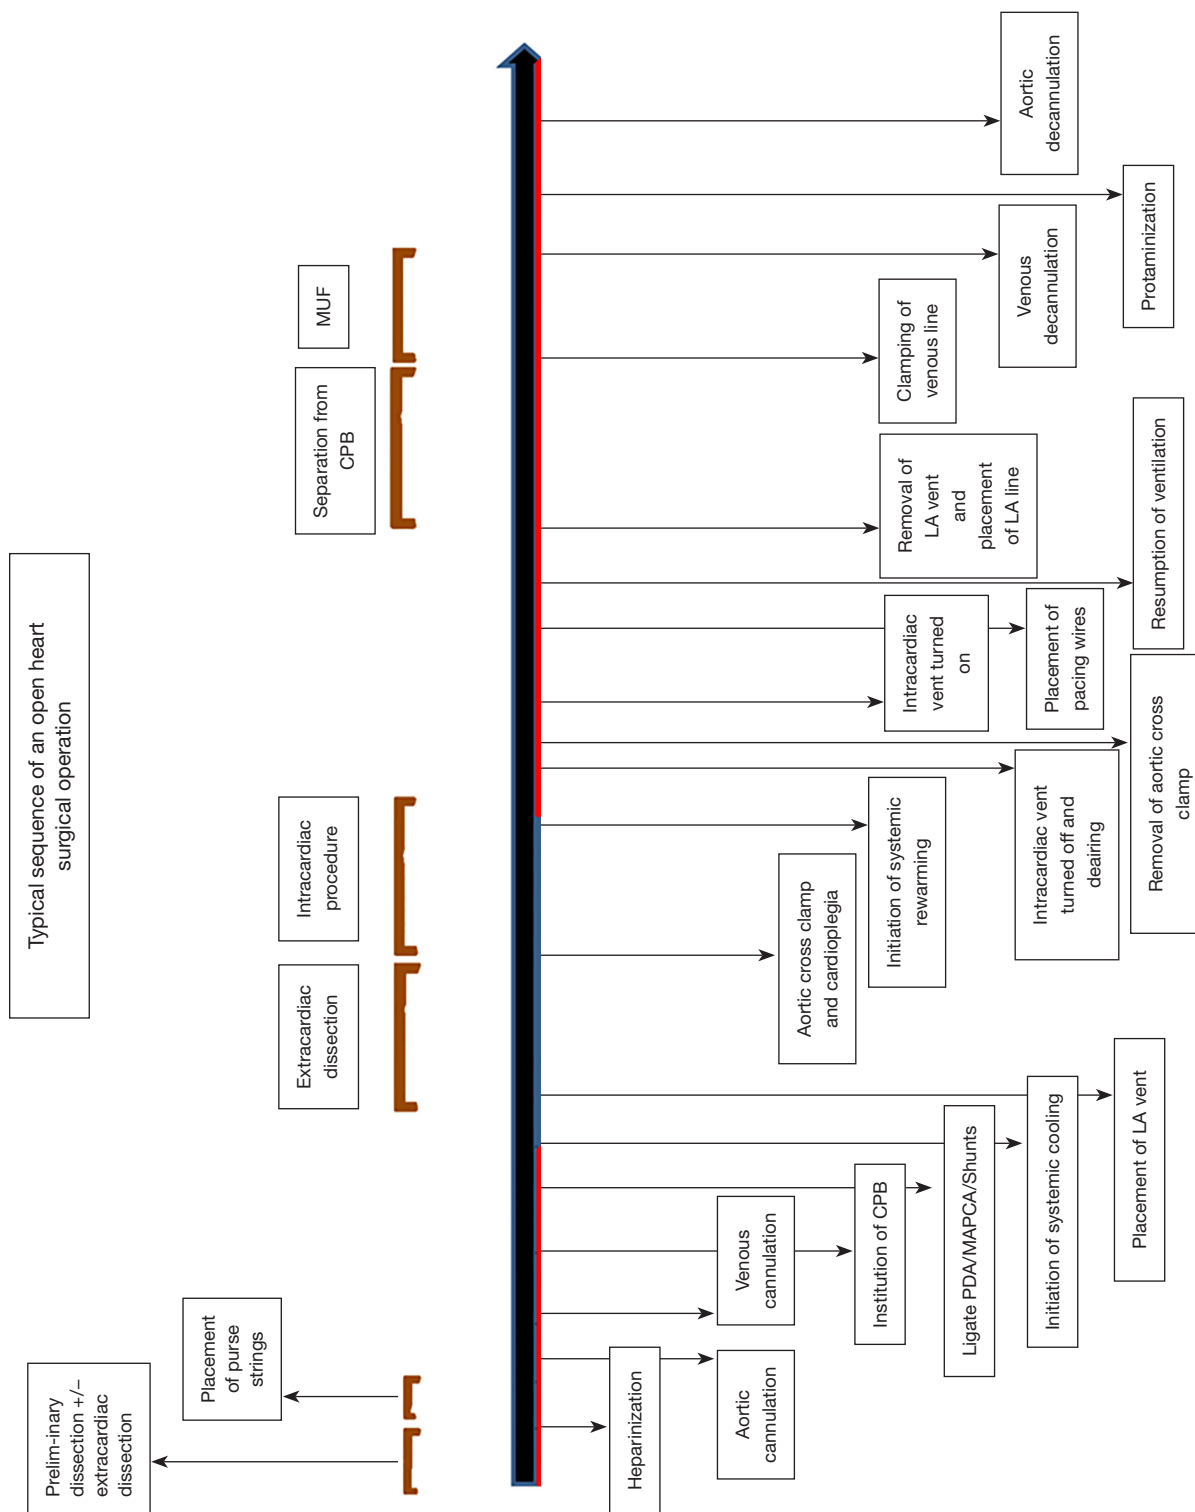 Typical sequence of an open heart
surgical operation
Prelim-inary
dissection +/–
extracardiac
dissection
Placement
of purse
strings
Extracardiac
dissection
Intracardiac
procedure
Separation from
CPB
MUF
Heparinization
Aortic
cannulation
Venous
cannulation
Institution of CPB
Ligate PDA/MAPCA/Shunts
Initiation of systemic cooling
Placement of LA vent
Aortic cross clamp
and cardioplegia
Initiation of systemic
rewarming
Intracardiac vent
turned off and
deairing
Removal of aortic cross
clamp
Intracardiac
vent turned
on
Placement of
pacing wires
Resumption of ventilation
Removal of
LA vent
and
placement
of LA line
Clamping of
venous line
Venous
decannulation
Protaminization
Aortic
decannulation